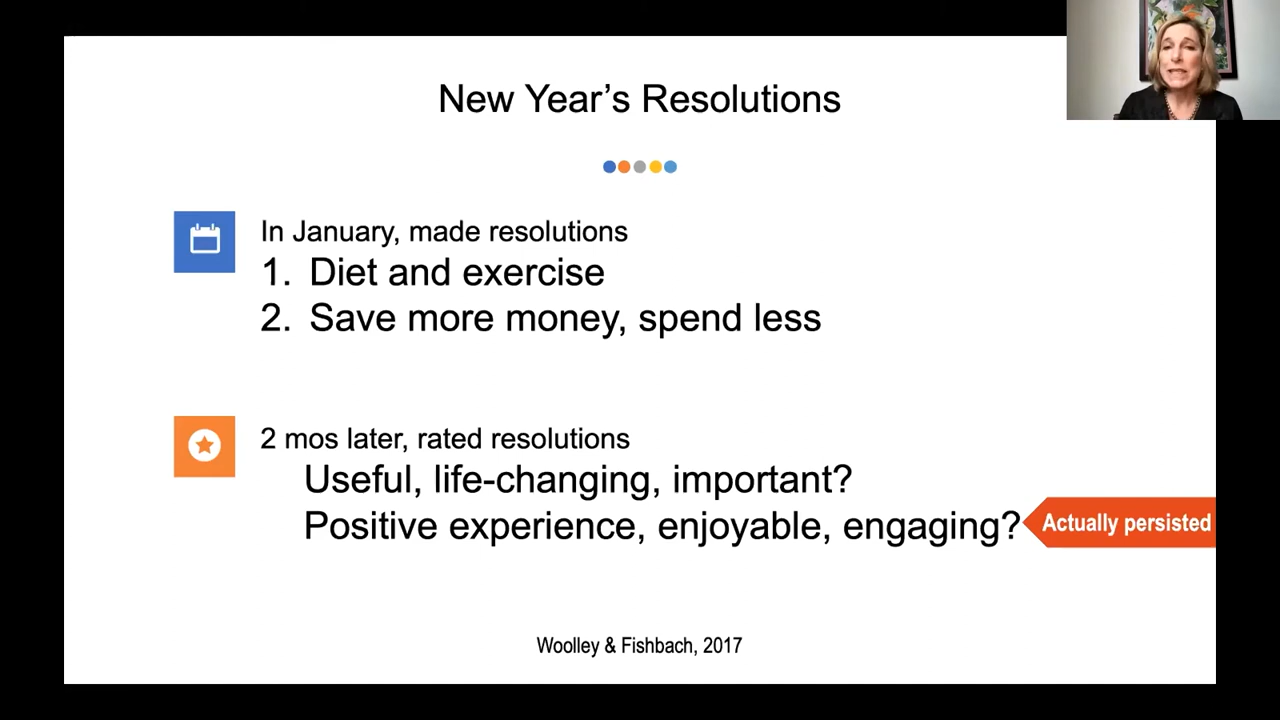 New Year’s Resolutions
In January, made resolutions
1. Diet and exercise
2. Save more money, spend less
2 mos later, rated resolutions
Useful, life-changing, important?
Positive experience, enjoyable, engaging?
Actually persisted
Woolley & Fishbach, 2017